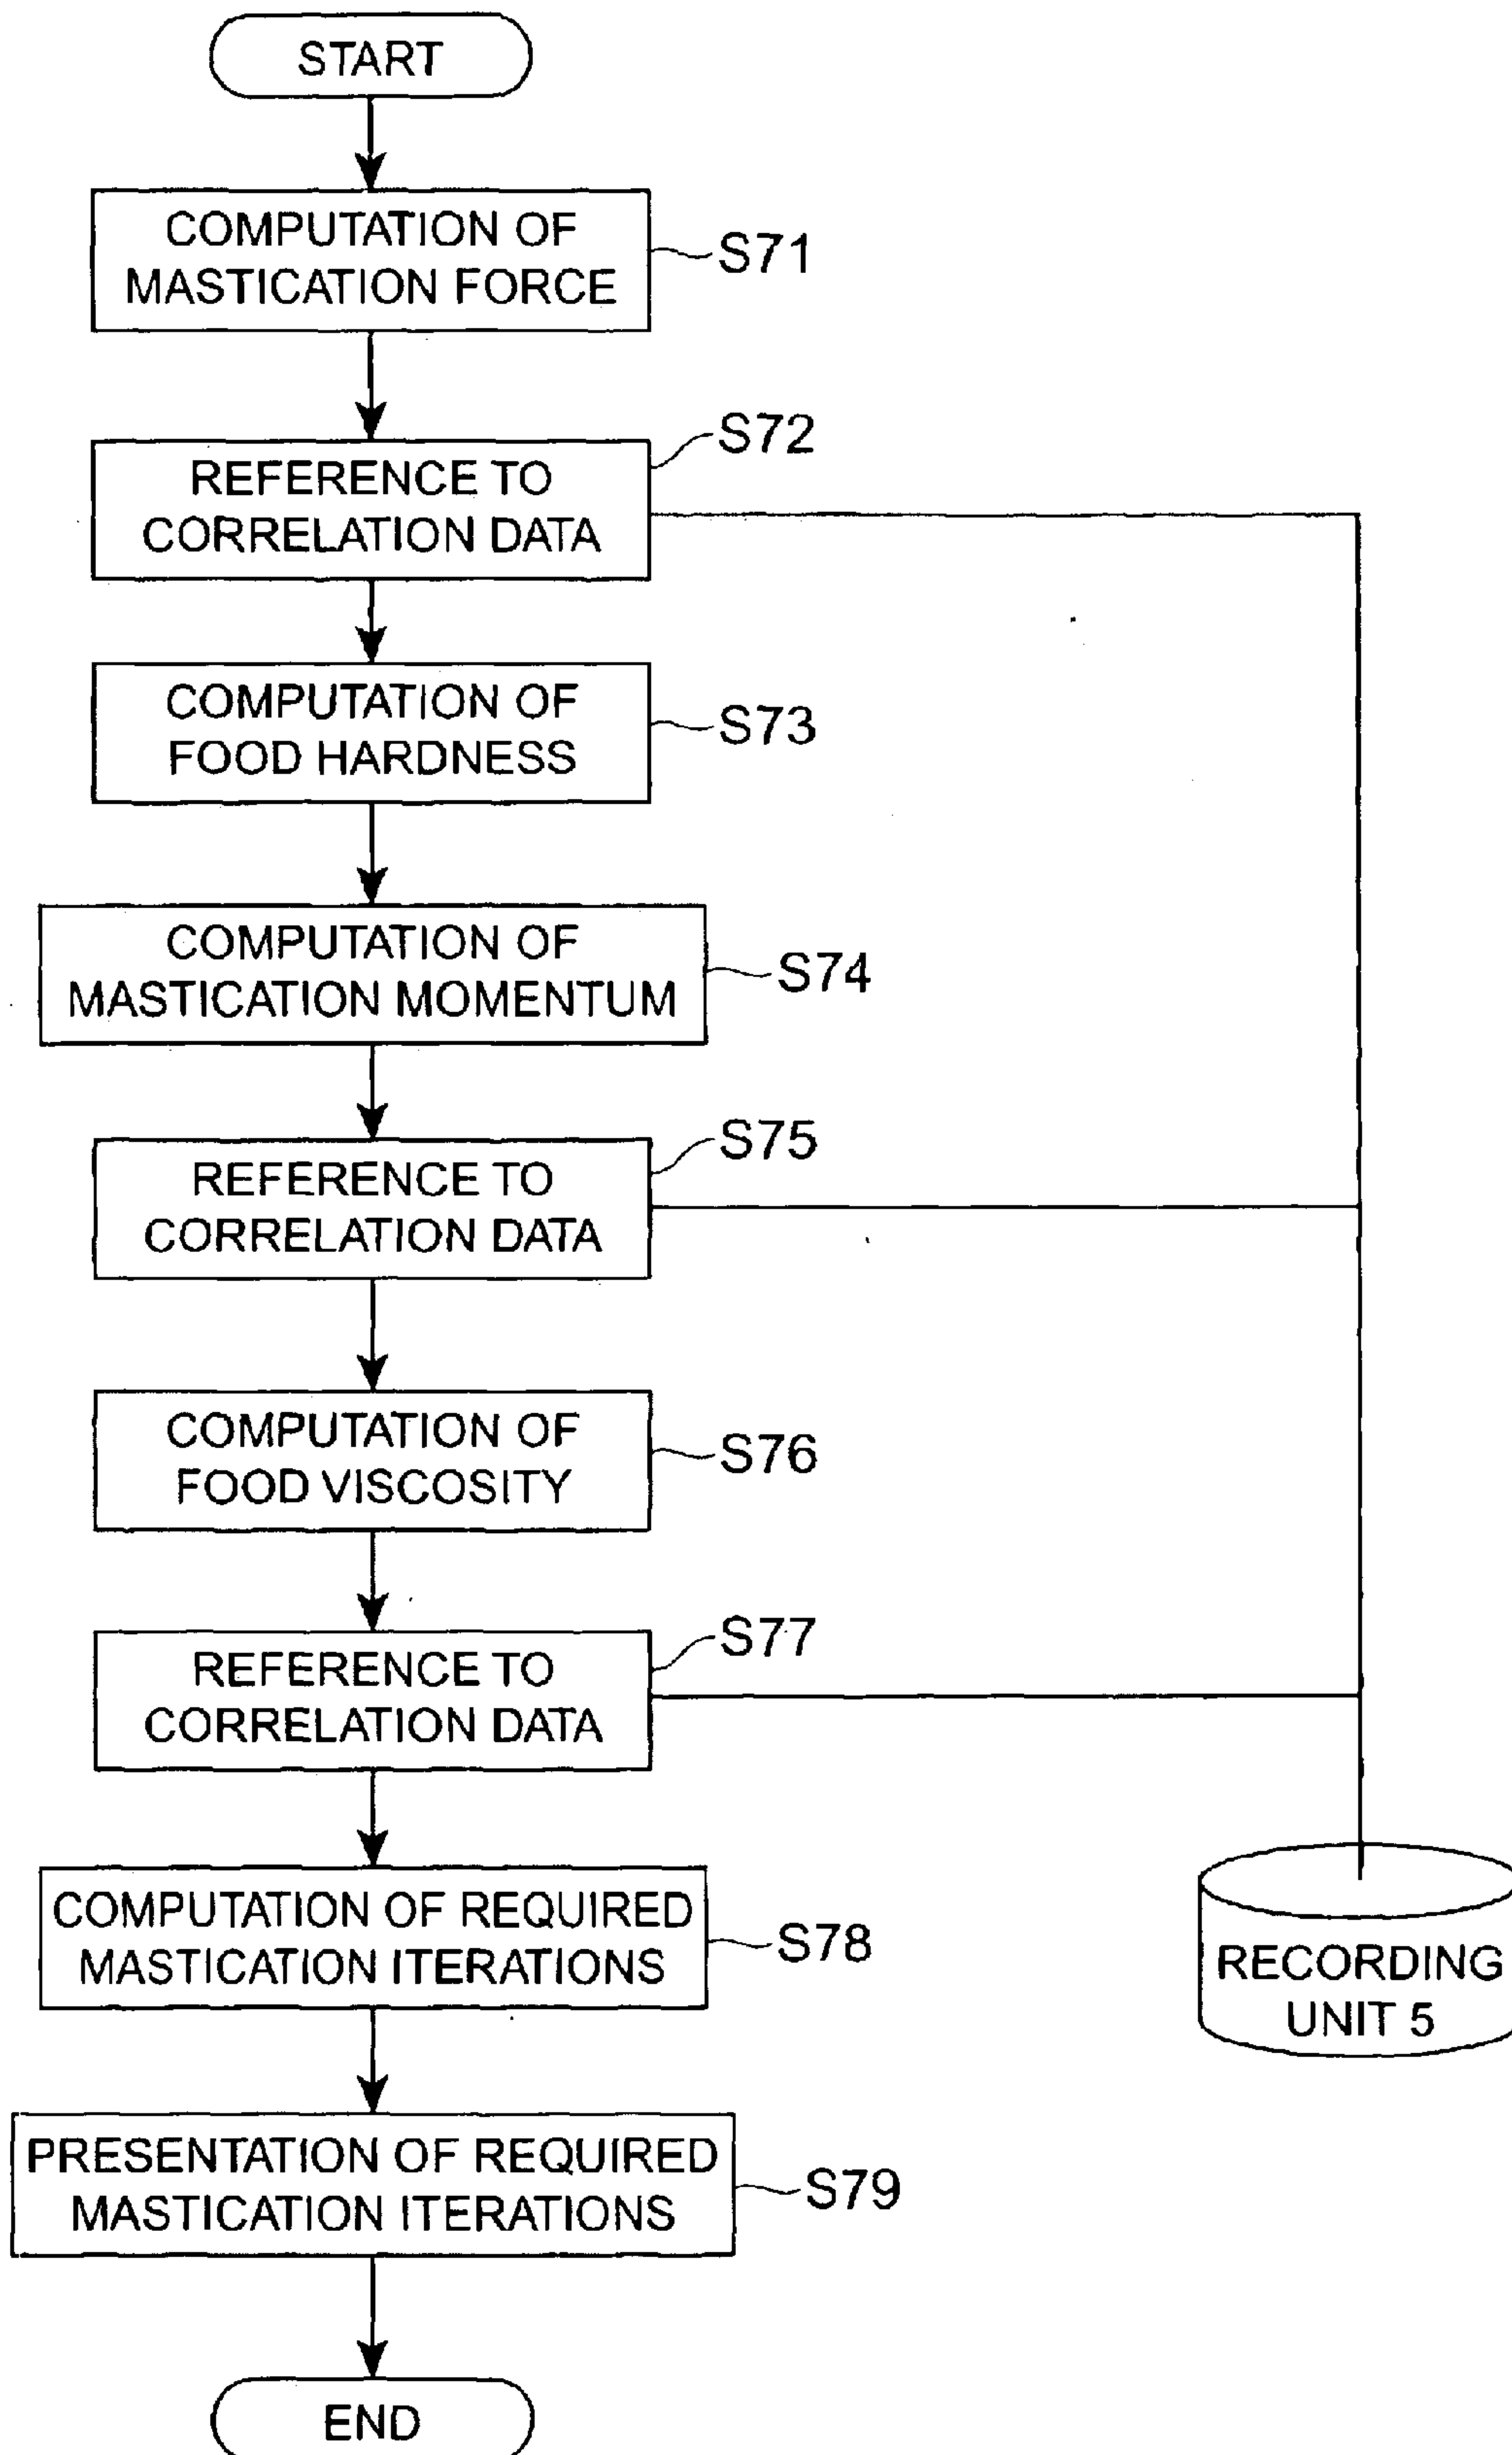 START
COMPUTATION OF
MASTICATION FORCE
S71
REFERENCE TO
CORRELATION DATA
S72
COMPUTATION OF
FOOD HARDNESS
S73
COMPUTATION OF
MASTICATION MOMENTUM
S74
REFERENCE TO
CORRELATION DATA
S75
COMPUTATION OF
FOOD VISCOSITY
S76
REFERENCE TO
CORRELATION DATA
S77
COMPUTATION OF REQUIRED
MASTICATION ITERATIONS
S78
RECORDING
UNIT 5
PRESENTATION OF REQUIRED
MASTICATION ITERATIONS
S79
END